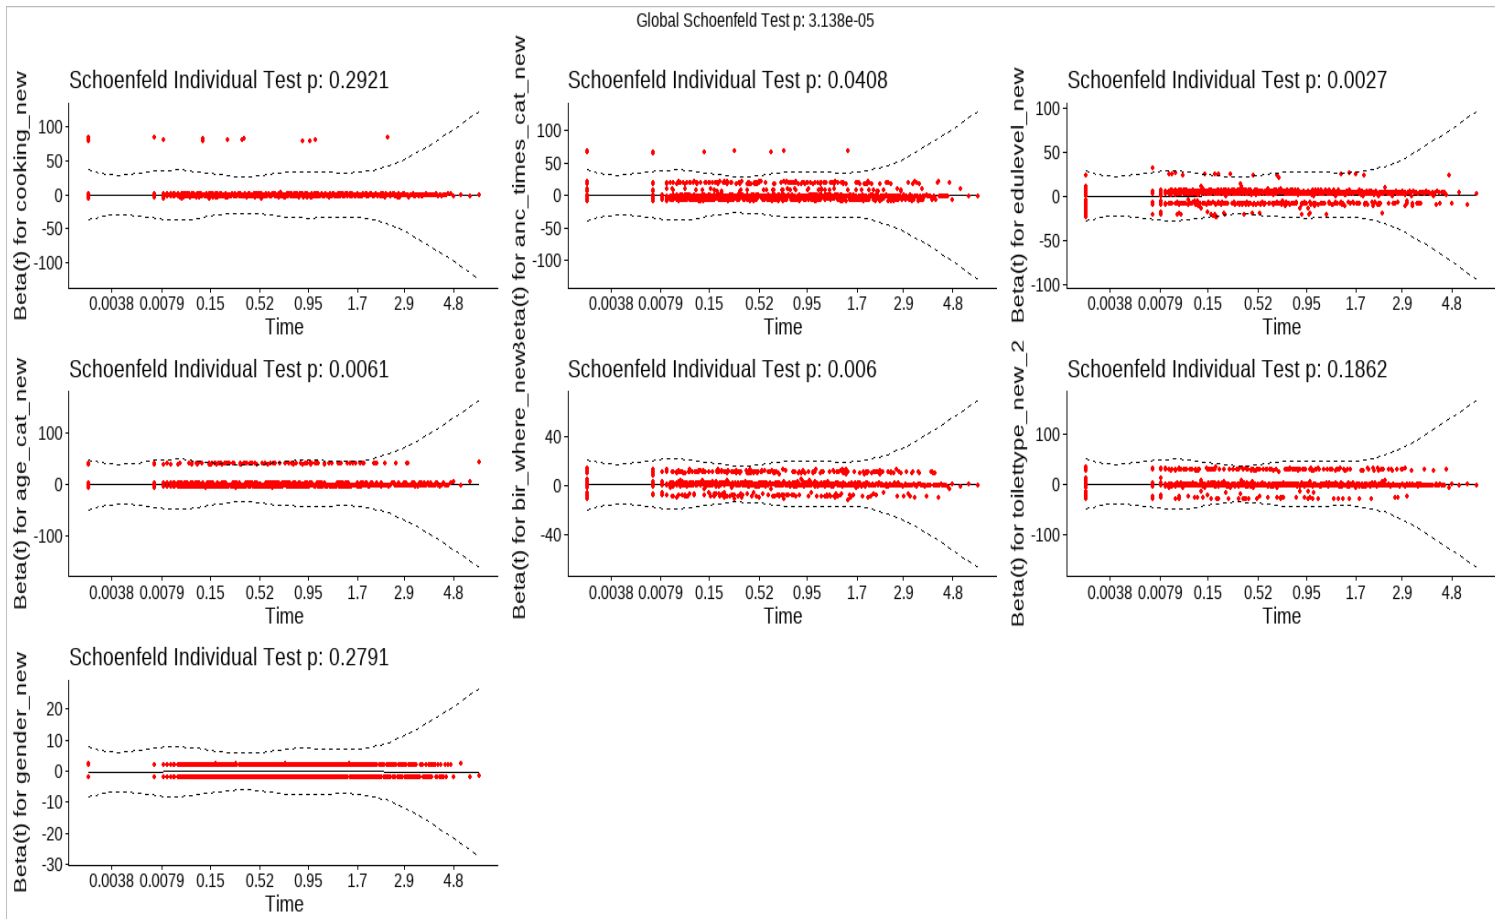 Global Schoenfeld Test p: 3.138e-05
Schoenfeld Individual Test p: 0.2921
Beta(t) for cooking_new
100
50
0
-50
-100
0.0038 0.0079 0.15 0.52 0.95 1.7 2.9 4.8
Time
Schoenfeld Individual Test p: 0.0408
Beta(t) for anc_times_cat_new
100
50
0
-50
-100
0.0038 0.0079 0.15 0.52 0.95 1.7 2.9 4.8
Time
Schoenfeld Individual Test p: 0.0027
Beta(t) for edulevel_new
100
50
0
-50
-100
0.0038 0.0079 0.15 0.52 0.95 1.7 2.9 4.8
Time
Schoenfeld Individual Test p: 0.0061
Beta(t) for age_cat_new
100
0
-100
0.0038 0.0079 0.15 0.52 0.95 1.7 2.9 4.8
Time
Schoenfeld Individual Test p: 0.006
Beta(t) for bir_where_new
40
0
-40
0.0038 0.0079 0.15 0.52 0.95 1.7 2.9 4.8
Time
Schoenfeld Individual Test p: 0.1862
Beta(t) for toilettype_new_2
100
0
-100
0.0038 0.0079 0.15 0.52 0.95 1.7 2.9 4.8
Time
Schoenfeld Individual Test p: 0.2791
Beta(t) for gender_new
20
10
0
-10
-20
-30
0.0038 0.0079 0.15 0.52 0.95 1.7 2.9 4.8
Time